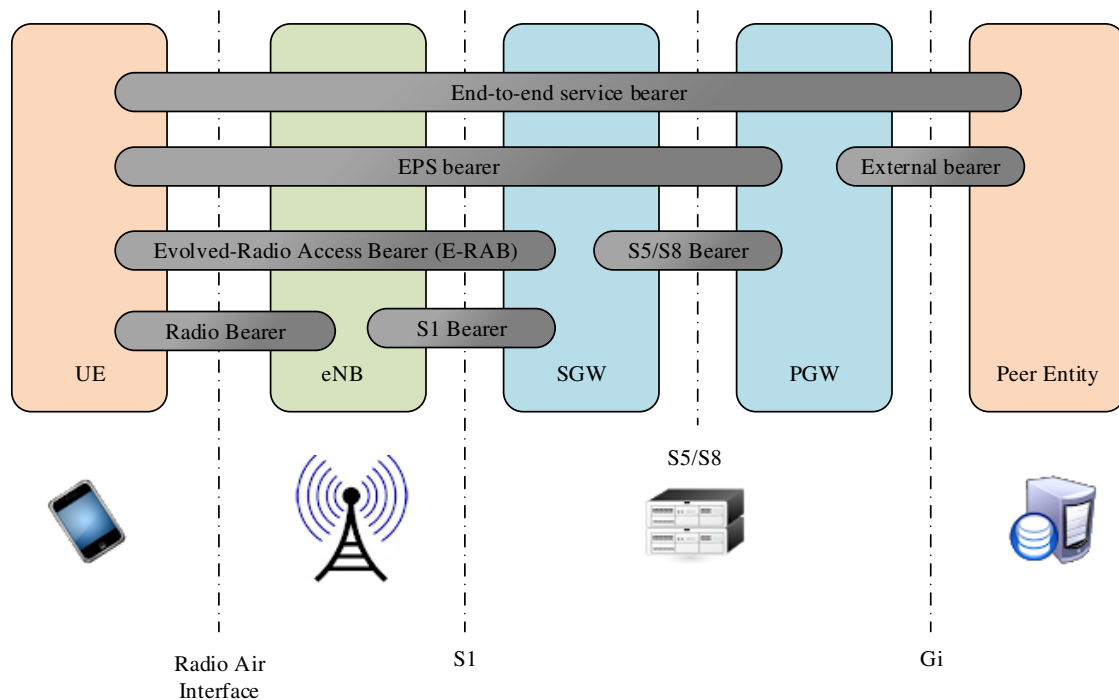 End-to-end service bearer
EPS bearer
External bearer
Evolved-Radio Access Bearer (E-RAB)
S5/S8 Bearer
Radio Bearer
S1 Bearer
UE
eNB
SGW
PGW
Peer Entity
S5/S8
Radio Air
Interface
S1
Gi